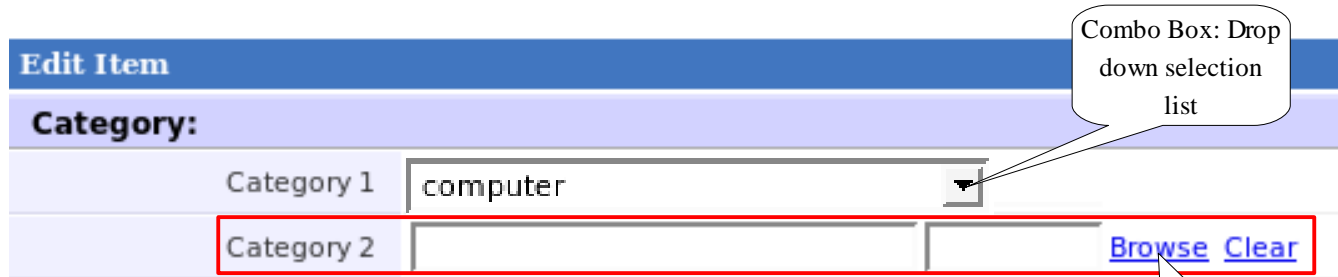 Combo Box: Drop
down selection
list
Edit Item
Category:
Category 1 computer
Category 2 Browse Clear